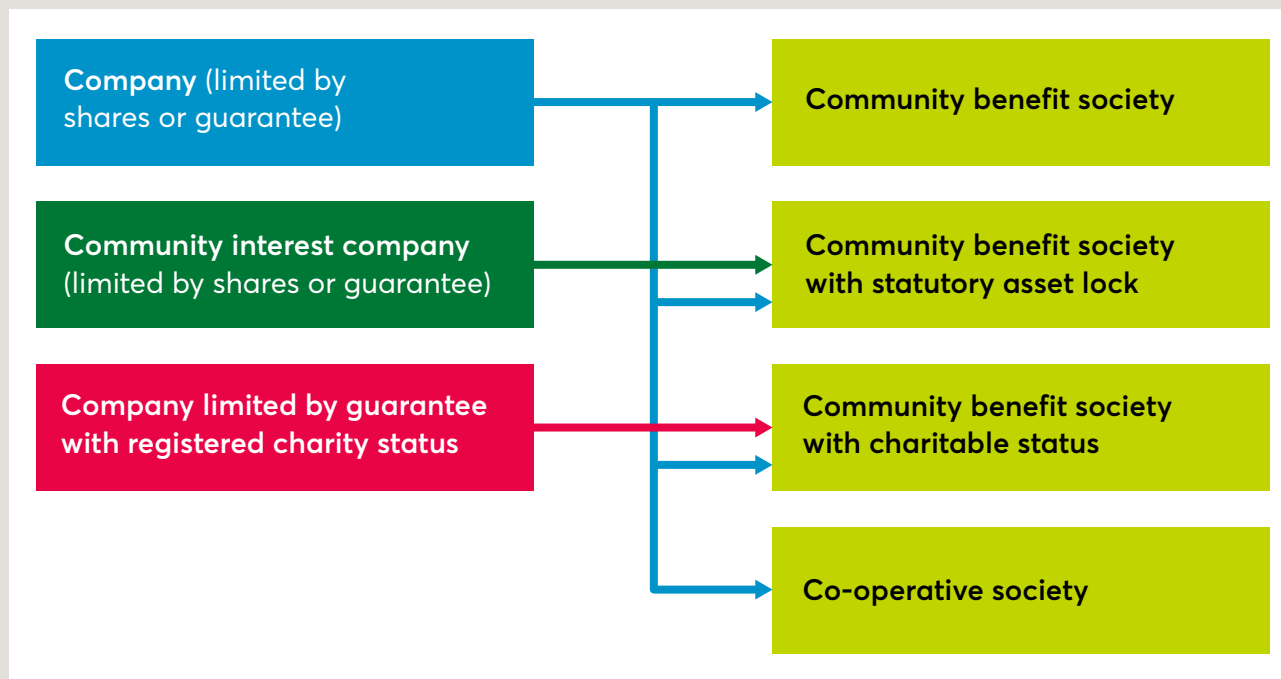 Company (limited by
shares or guarantee)
Community benefit society
Community interest company
(limited by shares or guarantee)
Community benefit society
with statutory asset lock
Company limited by guarantee
with registered charity status
Community benefit society
with charitable status
Co-operative society